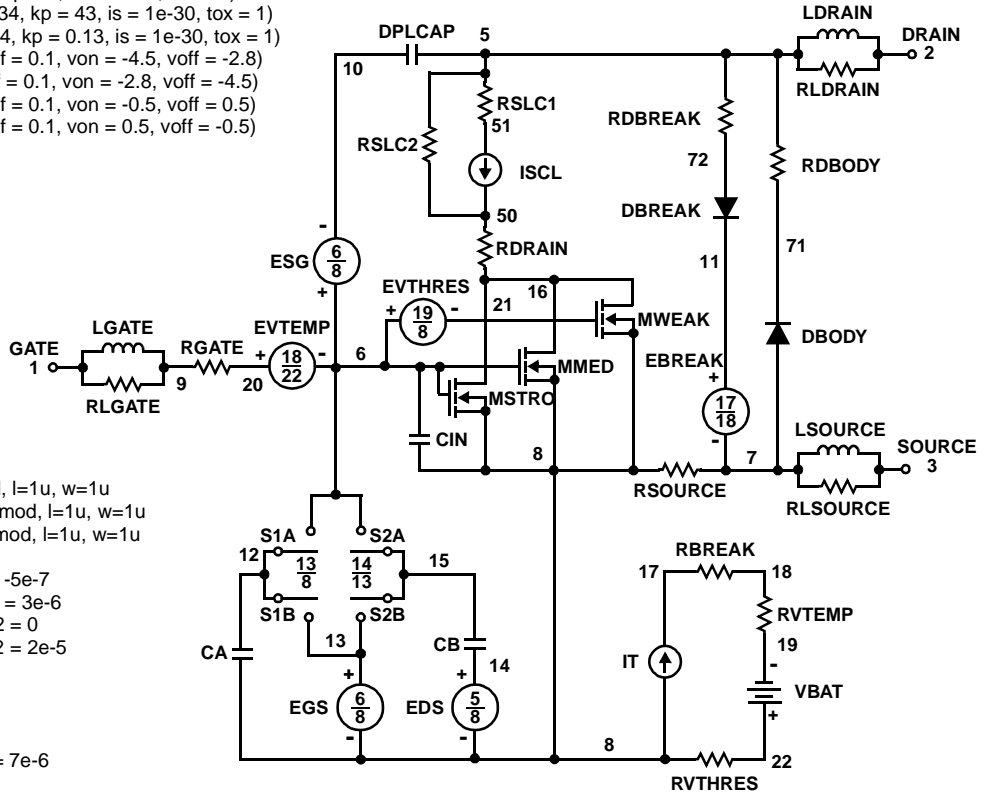 34, kp = 43, is = 1e-30, tox = 1)
4, kp = 0.13, is = 1e-30, tox = 1)
f = 0.1, von = -4.5, voff = -2.8)
= 0.1, von = -2.8, voff = -4.5)
f = 0.1, von = -0.5, voff = 0.5)
f = 0.1, von = 0.5, voff = -0.5)
LDRAIN
DPLCAP
5
DRAIN
2
10
RLDRAIN
RSLC1
51
RDBREAK
RSLC2
72
RDBODY
ISCL
DBREAK
50
RDRAIN
71
11
ESG
6
8
EVTHRES
16
21
19
8
MWEAK
LGATE
EVTEMP
GATE
1
RGATE
18
22
6
MMED
EBREAK
DBODY
9
20
MSTRO
RLGATE
17
18
LSOURCE
CIN
8
7
SOURCE
3
RSOURCE
RLSOURCE
l, l=1u, w=1u
mod, l=1u, w=1u
mod, l=1u, w=1u
S1A
S2A
RBREAK
12
13
8
14
13
15
17
18
-5e-7
= 3e-6
2 = 0
2 = 2e-5
S1B
S2B
RVTEMP
13
CB
19
CA
IT
14
VBAT
EGS
6
8
EDS
5
8
8
22
= 7e-6
RVTHRES